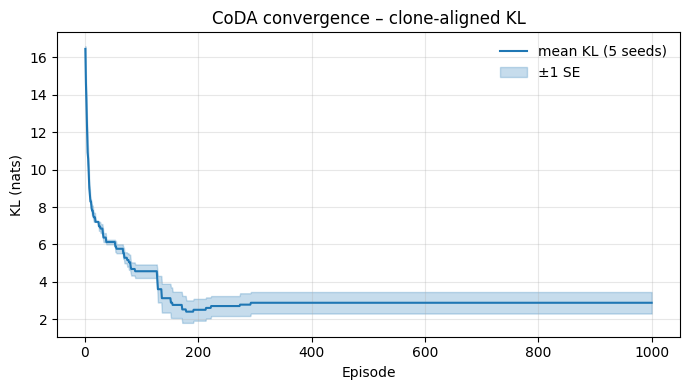 CoDA convergence – clone-aligned KL
mean KL (5 seeds)
±1 SE
KL (nats)
16
14
12
10
8
6
4
2
0
200
400
600
800
1000
Episode